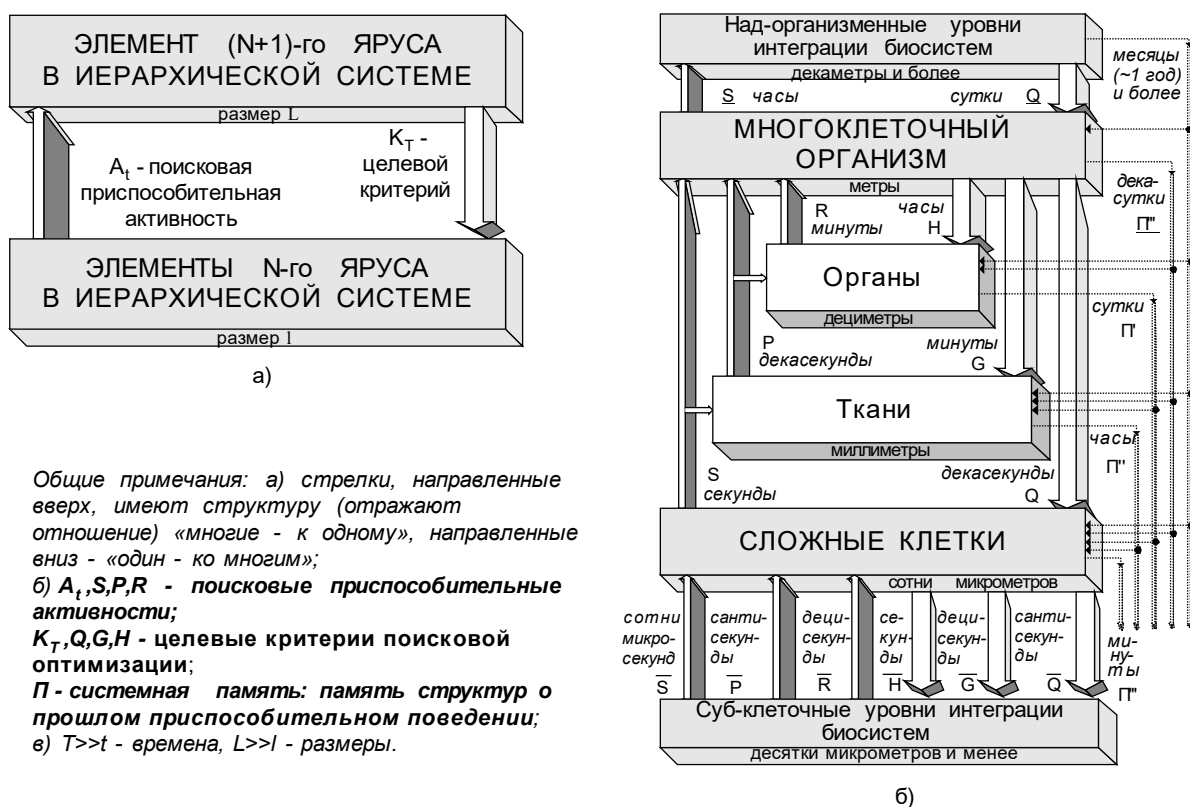 ЭЛЕМЕНТ (N+1)-го ЯРУСА
В ИЕРАРХИЧЕСКОЙ СИСТЕМЕ
размер L
A_t - поисковая
приспособительная
активность
K_T -
целевой
критерий
ЭЛЕМЕНТЫ N-го ЯРУСА
В ИЕРАРХИЧЕСКОЙ СИСТЕМЕ
размер l
а)
Общие примечания: а) стрелки, направленные
вверх, имеют структуру (отражают
отношение) «многие - к одному», направленные
вниз - «один - ко многим»;
б) A_t ,S,P,R - поисковые приспособительные
активности;
K_T ,Q,G,H - целевые критерии поисковой
оптимизации;
П - системная память: память структур о
прошлом приспособительном поведении;
в) T>>t - времена, L>>l - размеры.
Над-организменные уровни
интеграции биосистем
декаметры и более
месяцы
(~1 год)
и более
S часы
сутки Q
МНОГОКЛЕТОЧНЫЙ
ОРГАНИЗМ
метры
дека-
сутки
П'''
R
минуты
часы
H
Органы
дециметры
сутки
П'
P
декасекунды
минуты
G
Ткани
миллиметры
часы
П''
S
секунды
декасекунды
Q
СЛОЖНЫЕ КЛЕТКИ
сотни микрометров
сотни
микро-
секунд
S
санти-
секун-
ды
P
деци-
секун-
ды
R
се-
кун-
ды
H
деци-
секун-
ды
G
санти-
секун-
ды
Q
ми-
ну-
ты
П'''
Суб-клеточные уровни интеграции
биосистем
десятки микрометров и менее
б)